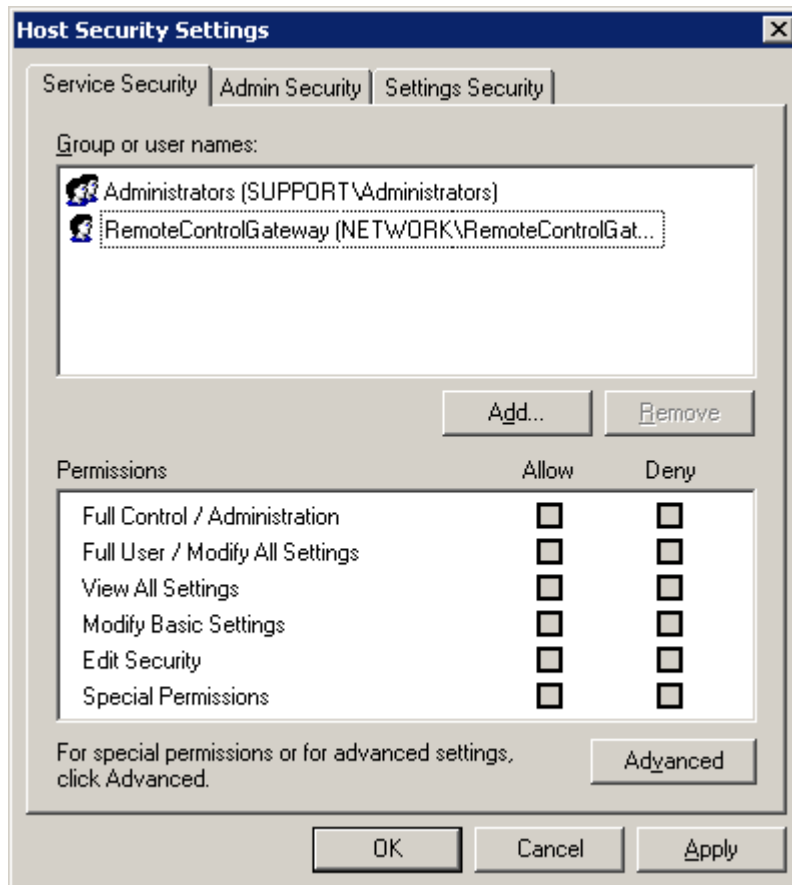 Host Security Settings
Service Security Admin Security Settings Security
Group or user names:
Administrators (SUPPORT\Administrators)
RemoteControlGateway (NETWORK\RemoteControlGat...
Add... Remove
Permissions Allow Deny
Full Control / Administration
Full User / Modify All Settings
View All Settings
Modify Basic Settings
Edit Security
Special Permissions
For special permissions or for advanced settings,
click Advanced.
Advanced
OK Cancel Apply